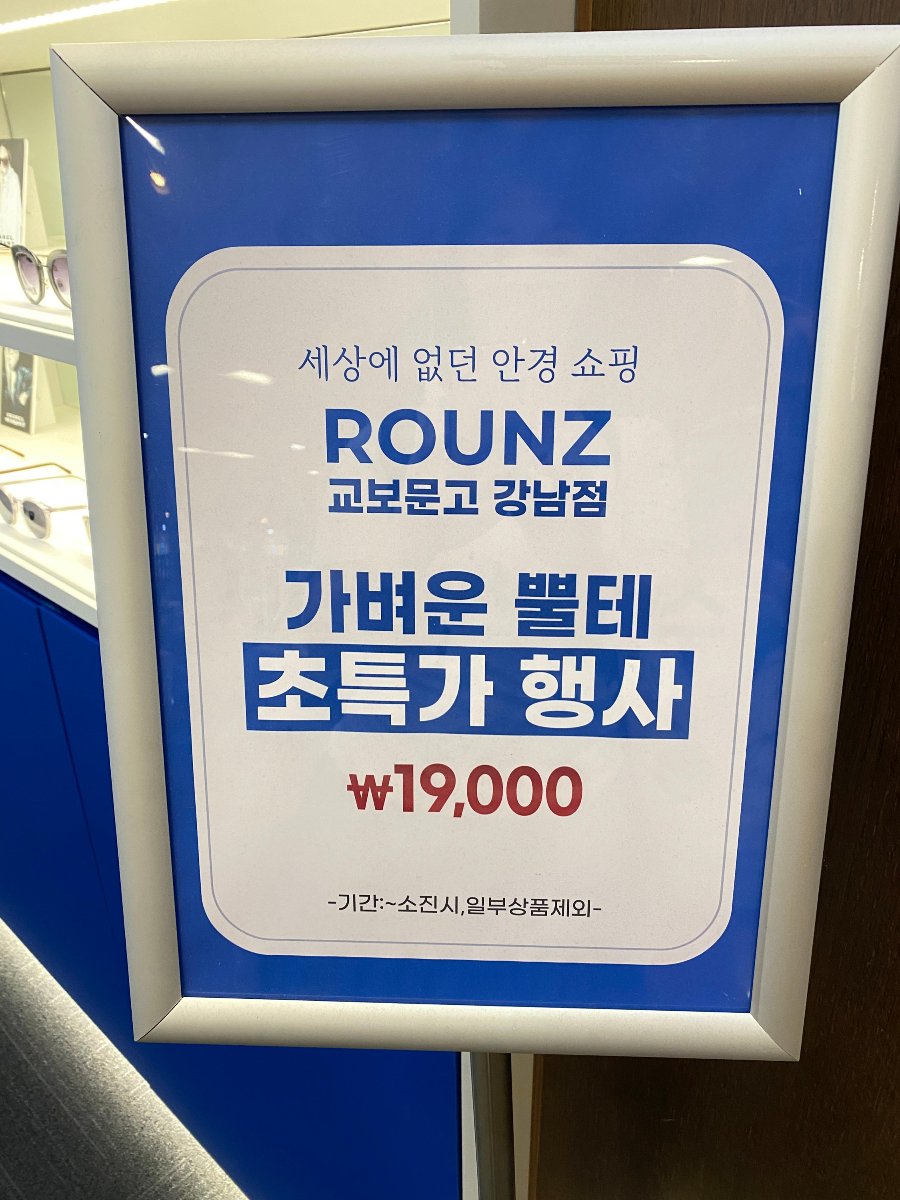 세상에 없던 안경 쇼핑
ROUNZ
교보문고 강남점
가벼운 뿔테
초특가 행사
₩19,000
-기간:~소진시,일부상품제외-